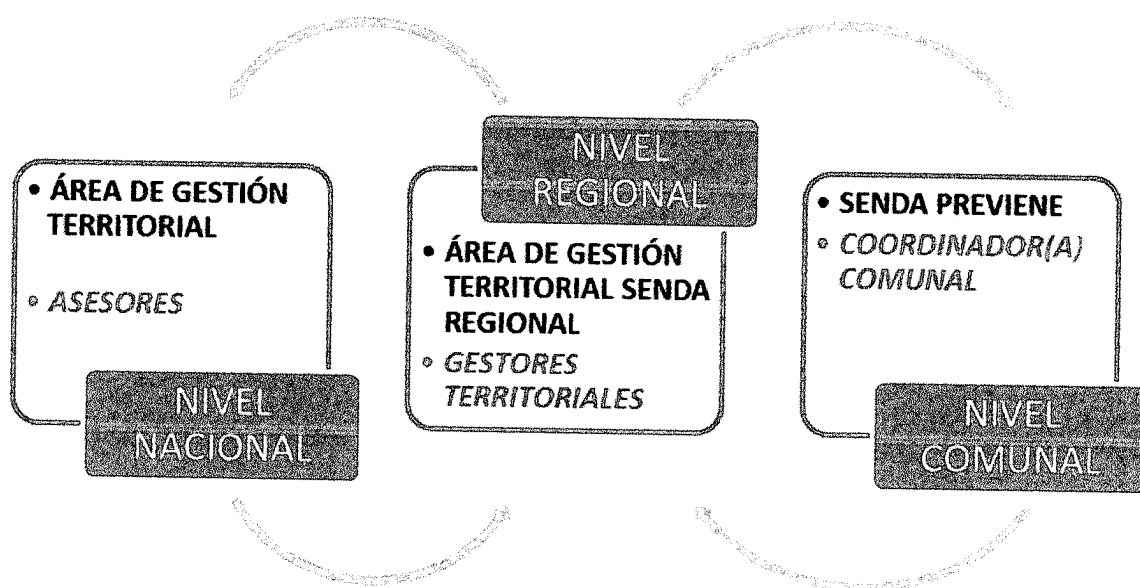 • ÁREA DE GESTIÓN
TERRITORIAL
• ASESORES
NIVEL
NACIONAL
NIVEL
REGIONAL
• ÁREA DE GESTIÓN
TERRITORIAL SENDA
REGIONAL
• GESTORES
TERRITORIALES
• SENDA PREVIENE
• COORDINADOR(A)
COMUNAL
NIVEL
COMUNAL